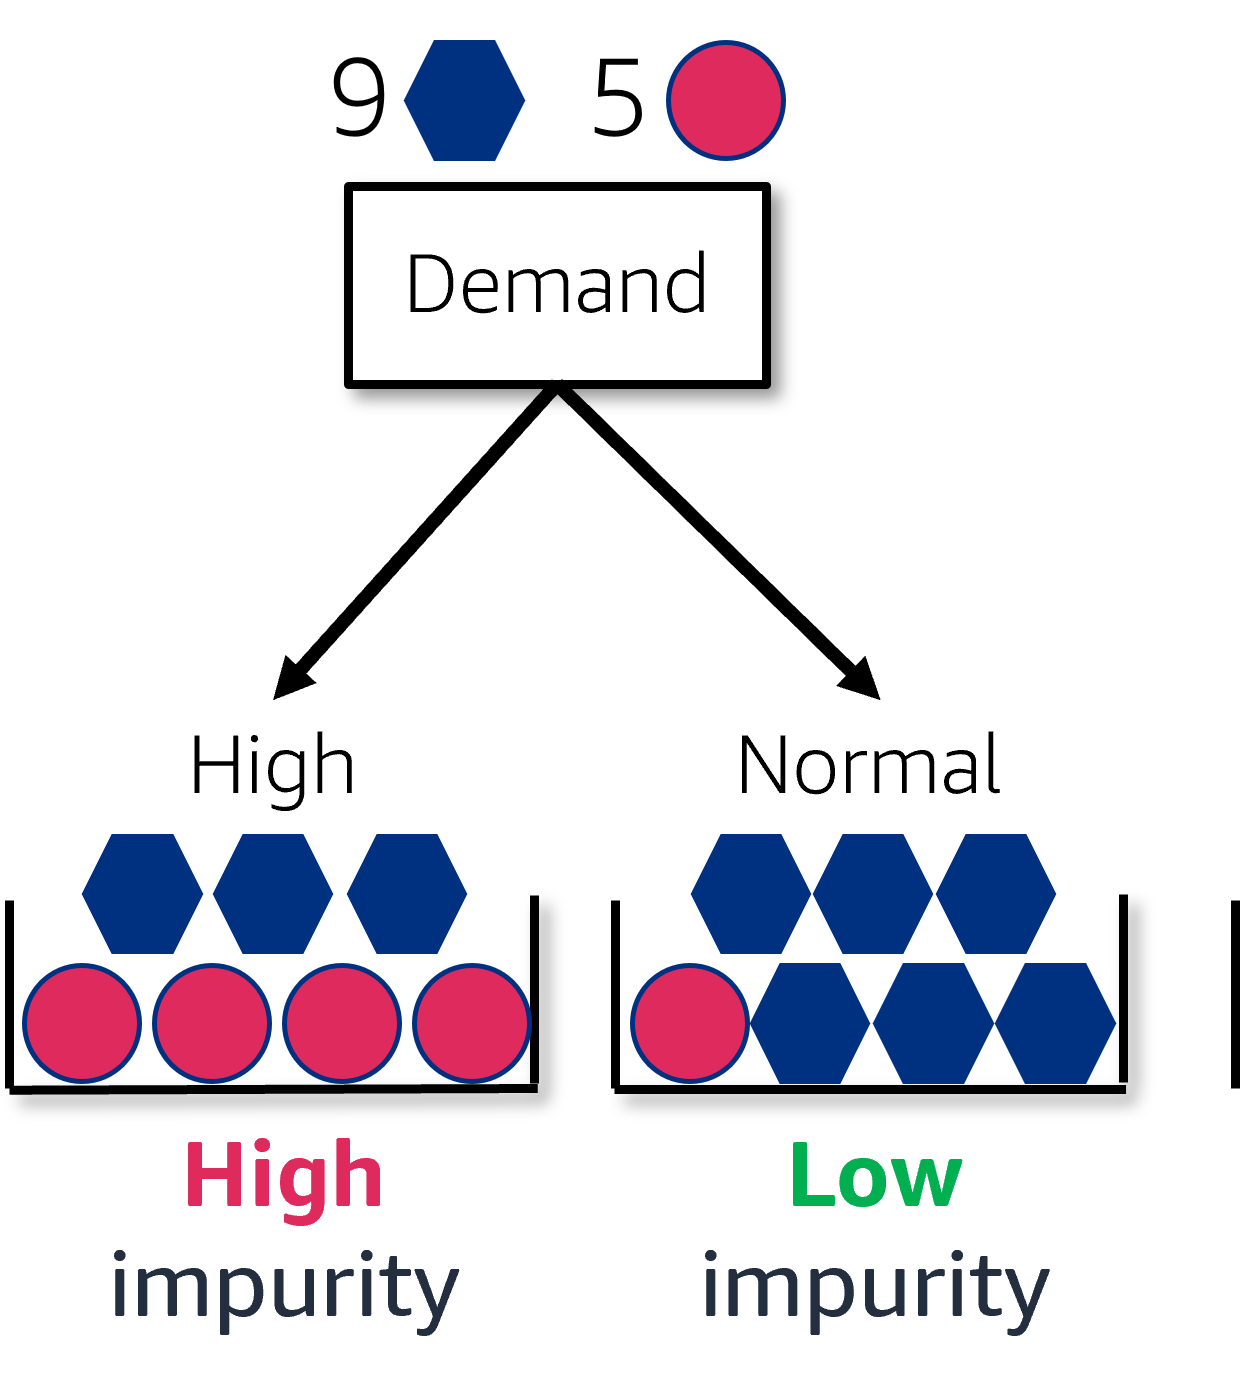 9 5
Demand
High Normal
High Low
impurity impurity